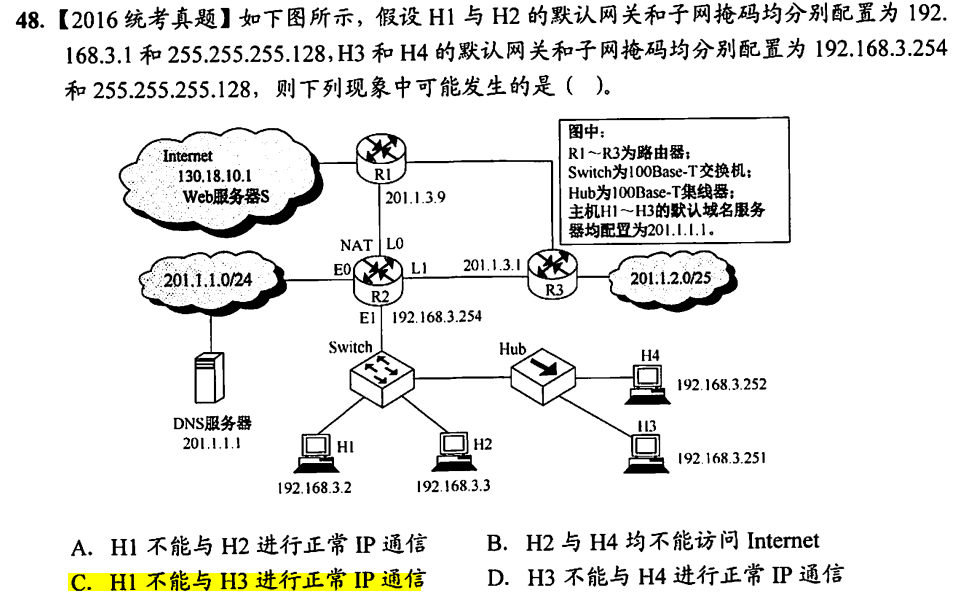 48.【2016 统考真题】如下图所示，假设 H1 与 H2 的默认网关和子网掩码均分别配置为 192.
168.3.1 和 255.255.255.128，H3 和 H4 的默认网关和子网掩码均分别配置为 192.168.3.254
和 255.255.255.128，则下列现象中可能发生的是（ ）。
图中：
R1～R3为路由器；
Switch为100Base-T交换机；
Hub为100Base-T集线器；
主机H1～H3的默认域名服务
器均配置为201.1.1.1。
Internet
130.18.10.1
Web服务器S
R1
201.1.3.9
NAT L0
201.1.1.0/24
E0
L1
201.1.3.1
201.1.2.0/25
R2
R3
E1
192.168.3.254
Switch
Hub
H4
192.168.3.252
DNS服务器
201.1.1.1
H1
H2
H3
192.168.3.251
192.168.3.2
192.168.3.3
A. H1 不能与 H2 进行正常 IP 通信
B. H2 与 H4 均不能访问 Internet
C. H1 不能与 H3 进行正常 IP 通信
D. H3 不能与 H4 进行正常 IP 通信